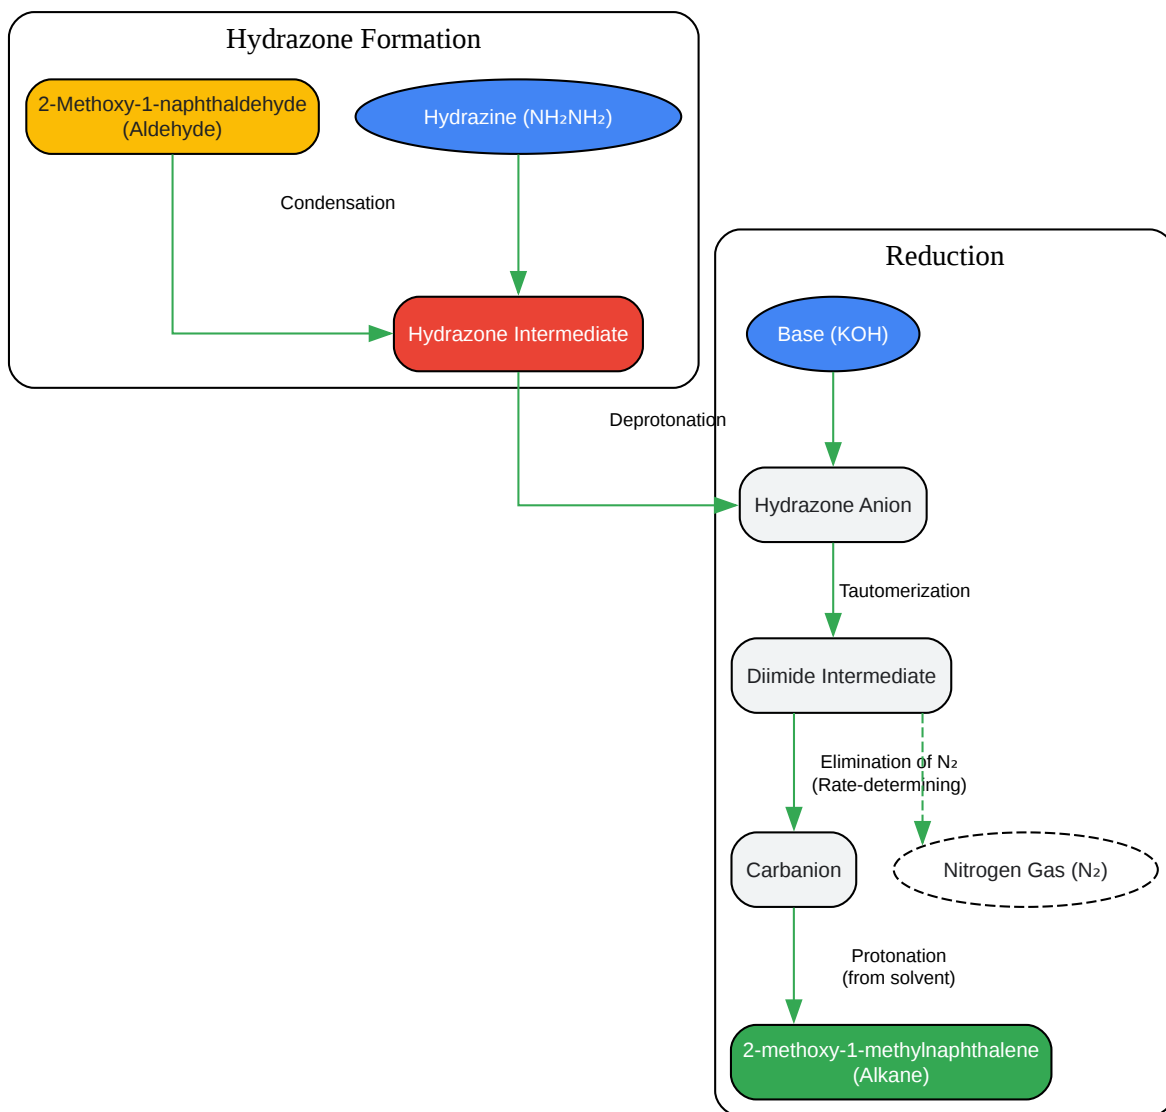 Hydrazone Formation
2-Methoxy-1-naphthaldehyde
(Aldehyde)
Hydrazine (NH₂NH₂)
Condensation
Hydrazone Intermediate
Reduction
Base (KOH)
Deprotonation
Hydrazone Anion
Tautomerization
Diimide Intermediate
Elimination of N₂
(Rate-determining)
Carbanion
Nitrogen Gas (N₂)
Protonation
(from solvent)
2-methoxy-1-methylnaphthalene
(Alkane)